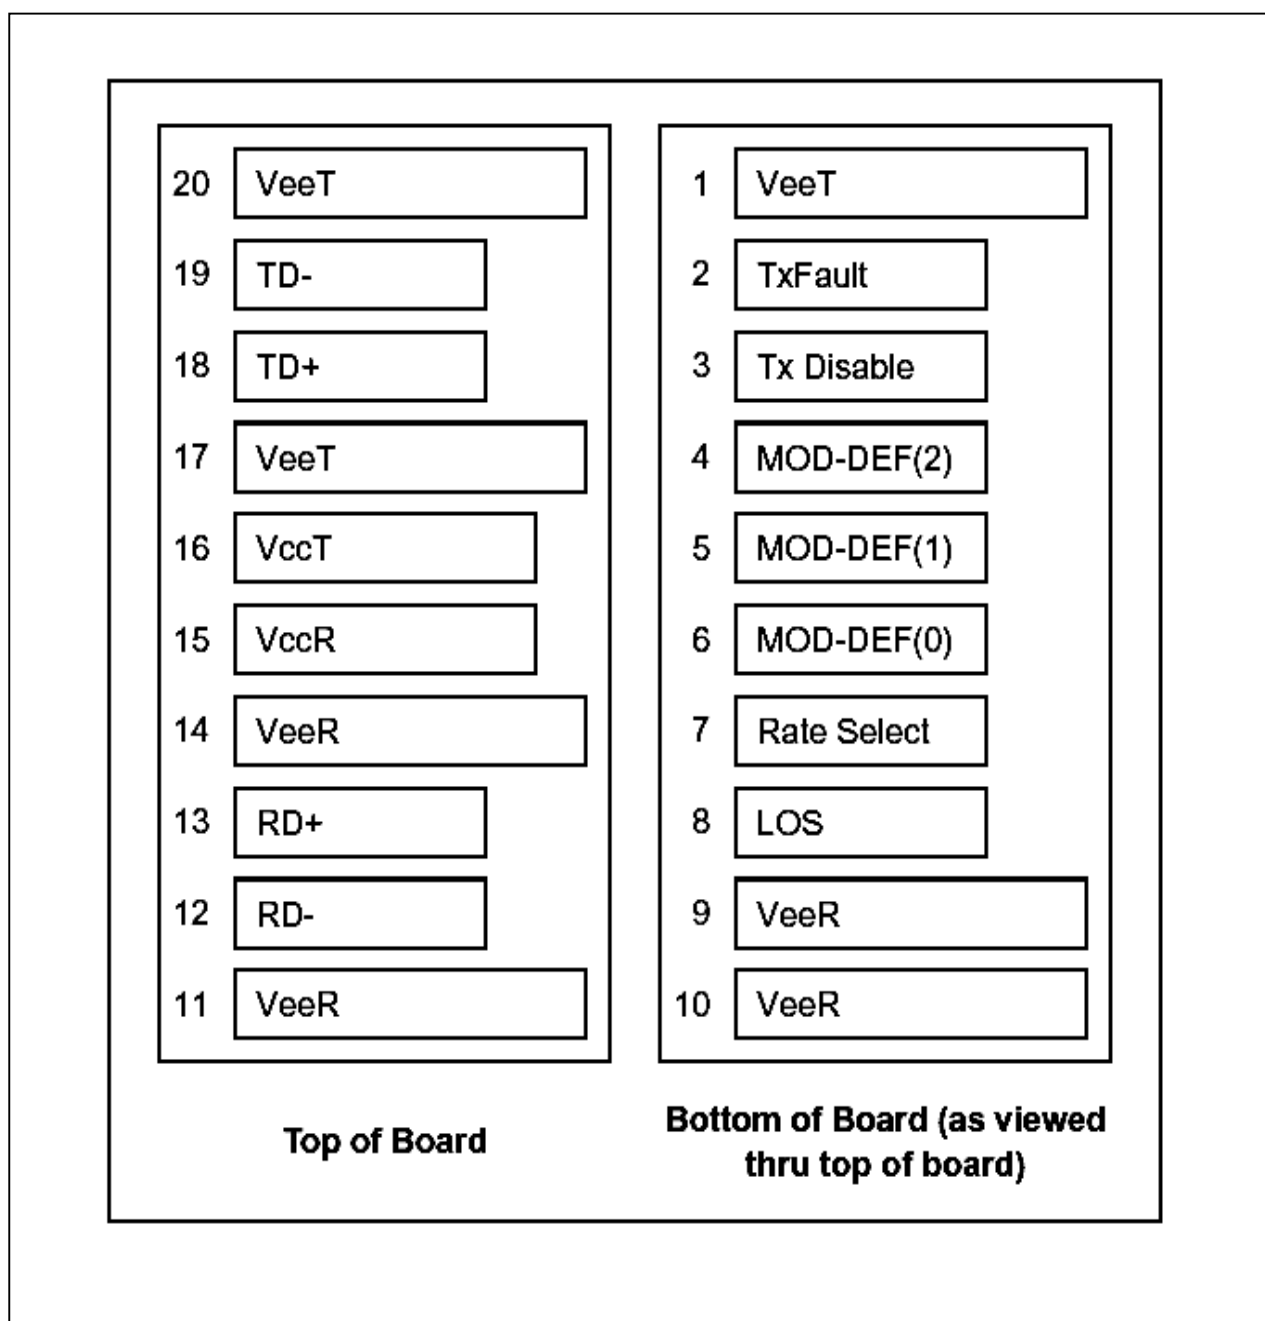 20 VeeT
19 TD-
18 TD+
17 VeeT
16 VccT
15 VccR
14 VeeR
13 RD+
12 RD-
11 VeeR
Top of Board
1 VeeT
2 TxFault
3 Tx Disable
4 MOD-DEF(2)
5 MOD-DEF(1)
6 MOD-DEF(0)
7 Rate Select
8 LOS
9 VeeR
10 VeeR
Bottom of Board (as viewed
thru top of board)